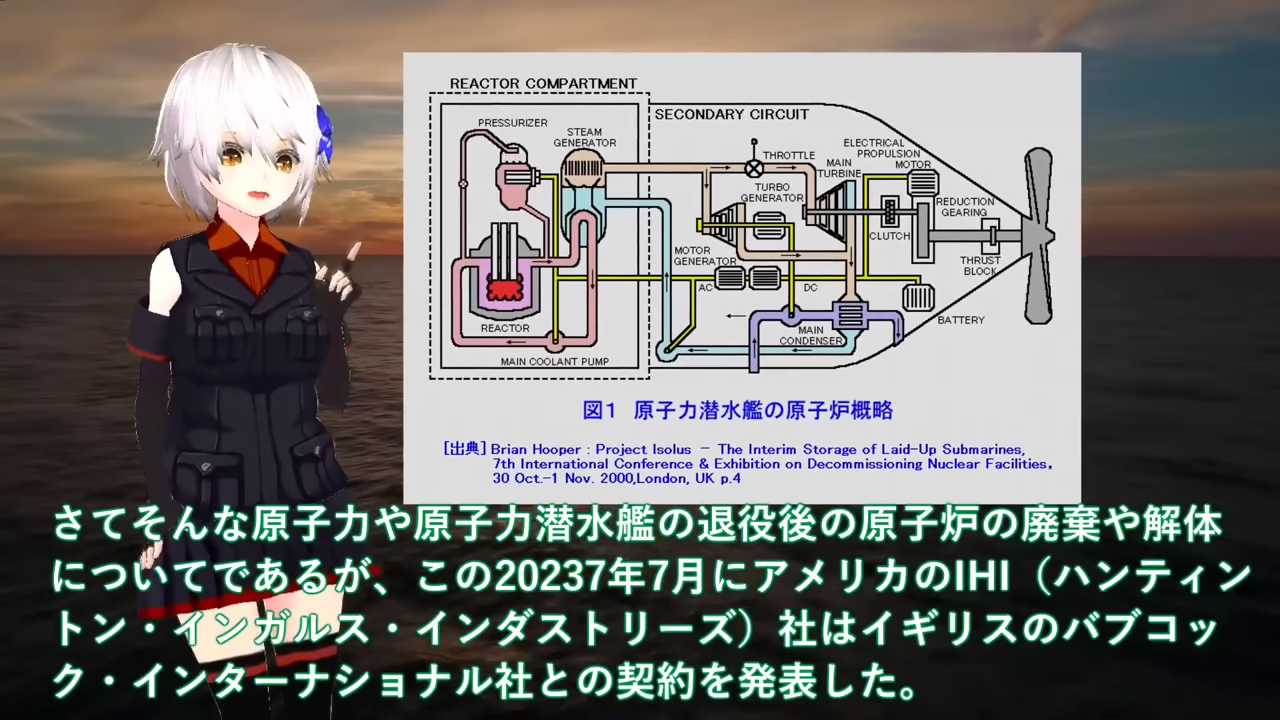 REACTOR COMPARTMENT
SECONDARY CIRCUIT
PRESSURIZER
STEAM
GENERATOR
THROTTLE
ELECTRICAL
PROPULSION
MOTOR
MAIN
TURBINE
TURBO
GENERATOR
REDUCTION
GEARING
CLUTCH
MOTOR
GENERATOR
THRUST
BLOCK
AC
DC
REACTOR
BATTERY
MAIN
CONDENSER
MAIN COOLANT PUMP
図1 原子力潜水艦の原子炉概略
[出典] Brian Hooper : Project Isolus － The Interim Storage of Laid-Up Submarines,
7th International Conference & Exhibition on Decommissioning Nuclear Facilities,
30 Oct.-1 Nov. 2000,London, UK p.4
さてそんな原子力や原子力潜水艦の退役後の原子炉の廃棄や解体
についてであるが、この20237年7月にアメリカのIHI（ハンティン
トン・インガルス・インダストリーズ）社はイギリスのバブコッ
ク・インターナショナル社との契約を発表した。